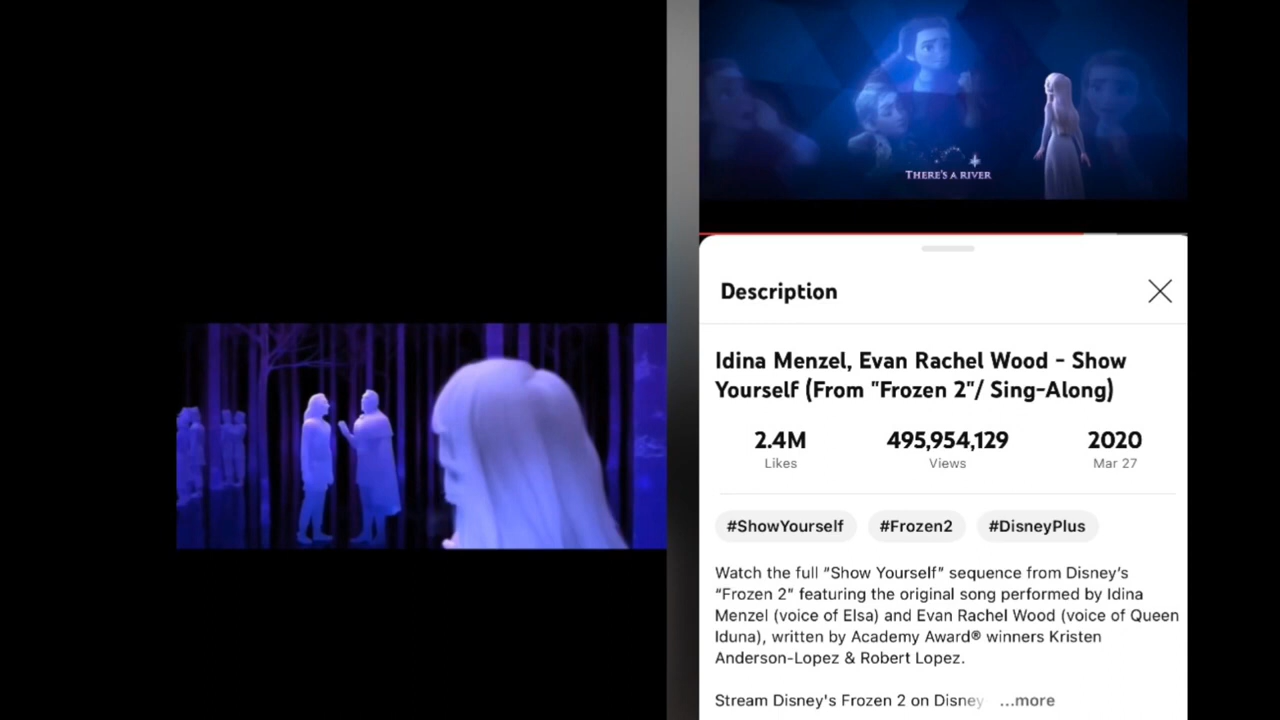 THERE'S A RIVER
Description
Idina Menzel, Evan Rachel Wood - Show
Yourself (From "Frozen 2"/ Sing-Along)
2.4M 495,954,129 2020
Likes Views Mar 27
#ShowYourself #Frozen2 #DisneyPlus
Watch the full "Show Yourself" sequence from Disney's
"Frozen 2" featuring the original song performed by Idina
Menzel (voice of Elsa) and Evan Rachel Wood (voice of Queen
Iduna), written by Academy Award® winners Kristen
Anderson-Lopez & Robert Lopez.
Stream Disney's Frozen 2 on Disney ...more